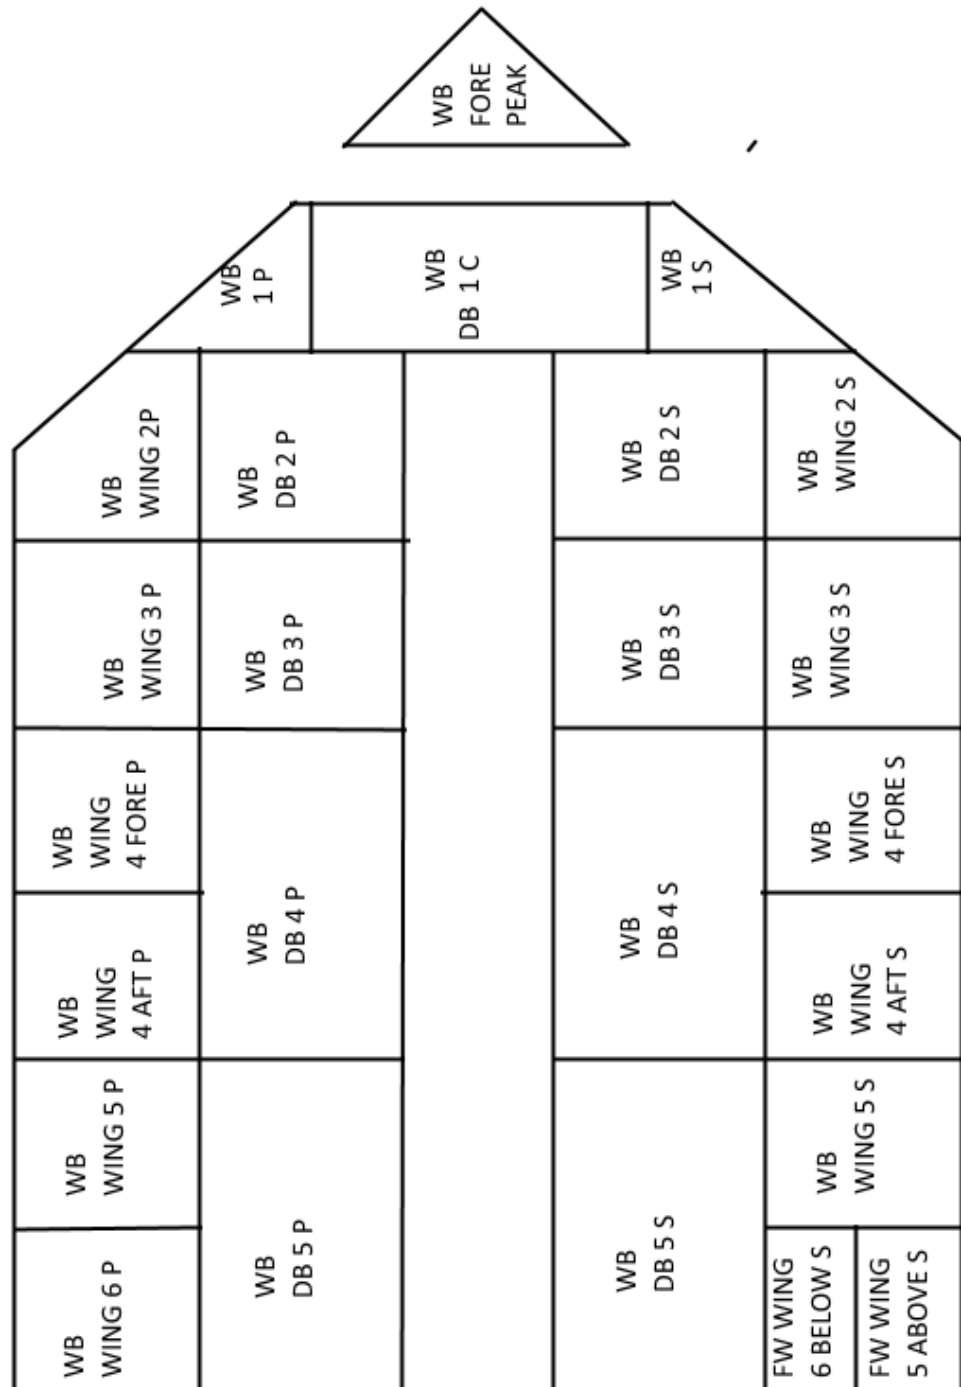 WB
FORE
PEAK
WB
1 P
WB
DB 1 C
WB
1 S
WB
WING 2P
WB
DB 2 P
WB
DB 2 S
WB
WING 2 S
WB
WING 3 P
WB
DB 3 P
WB
DB 3 S
WB
WING 3 S
WB
WING
4 FORE P
WB
DB 4 P
WB
DB 4 S
WB
WING
4 FORE S
WB
WING
4 AFT P
WB
WING
4 AFT S
WB
WING 5 P
WB
DB 5 P
WB
DB 5 S
WB
WING 5 S
WB
WING 6 P
FW WING
6 BELOW S
FW WING
5 ABOVE S